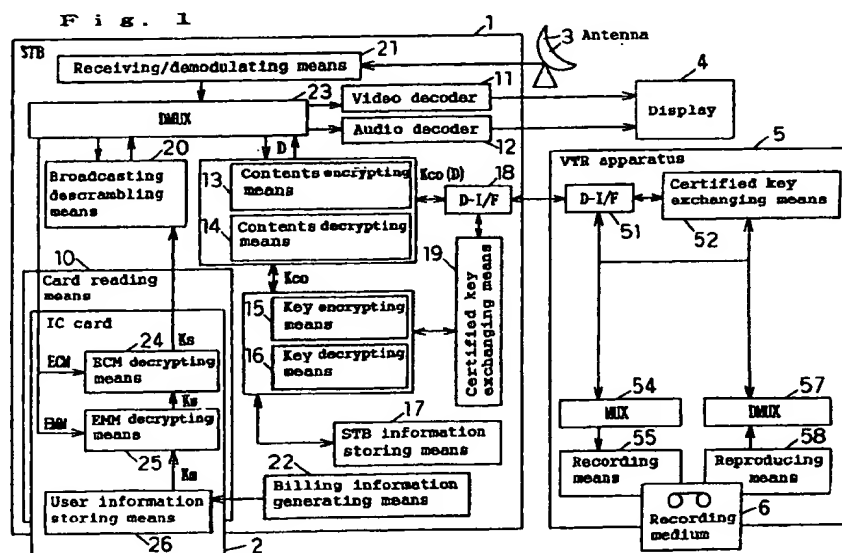 Fig. 1
STB
1
21
Receiving/demodulating means
3
Antenna
23
DMUX
11
Video decoder
Audio decoder
12
4
Display
20
Broadcasting descrambling means
D
13
Contents encrypting means
14
Contents decrypting means
Kco(D)
18
D-I/F
5
VTR apparatus
D-I/F
51
Certified key exchanging means
52
19
Certified key exchanging means
Kco
15
Key encrypting means
16
Key decrypting means
10
Card reading means
IC card
Ks
24
ECM
ECM decrypting means
EMM
EMM decrypting means
25
17
STB information storing means
22
Billing information generating means
User information storing means
26
2
54
MUX
57
DMUX
55
Recording means
58
Reproducing means
6
Recording medium